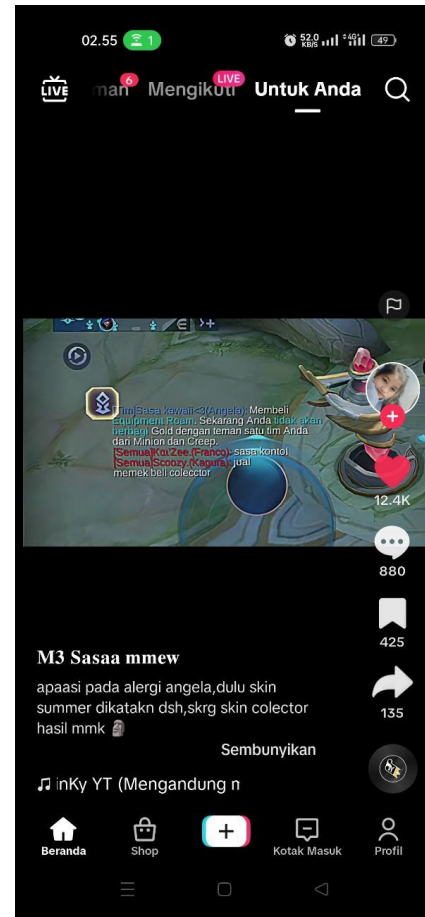 02.55
1
52.0 KB/S
4G
49
LIVE
man
6
Mengikuti
LIVE
Untuk Anda
[Tim]Sasa kawaii<3(Angela): Membeli
Equipment Roam. Sekarang Anda tidak akan
berbagi Gold dengan teman satu tim Anda
dari Minion dan Creep.
[Semua]Kαι'Zee.(Franco): sasa kontol
[Semua]Scoozy.(Kagura): jual
memek beli colecctor
12.4K
880
425
135
M3 Sasaa mmew
apaasi pada alergi angela,dulu skin
summer dikatakn dsh,skrg skin colector
hasil mmk 🗿
Sembunyikan
inKy YT (Mengandung m
Beranda
Shop
Kotak Masuk
Profil